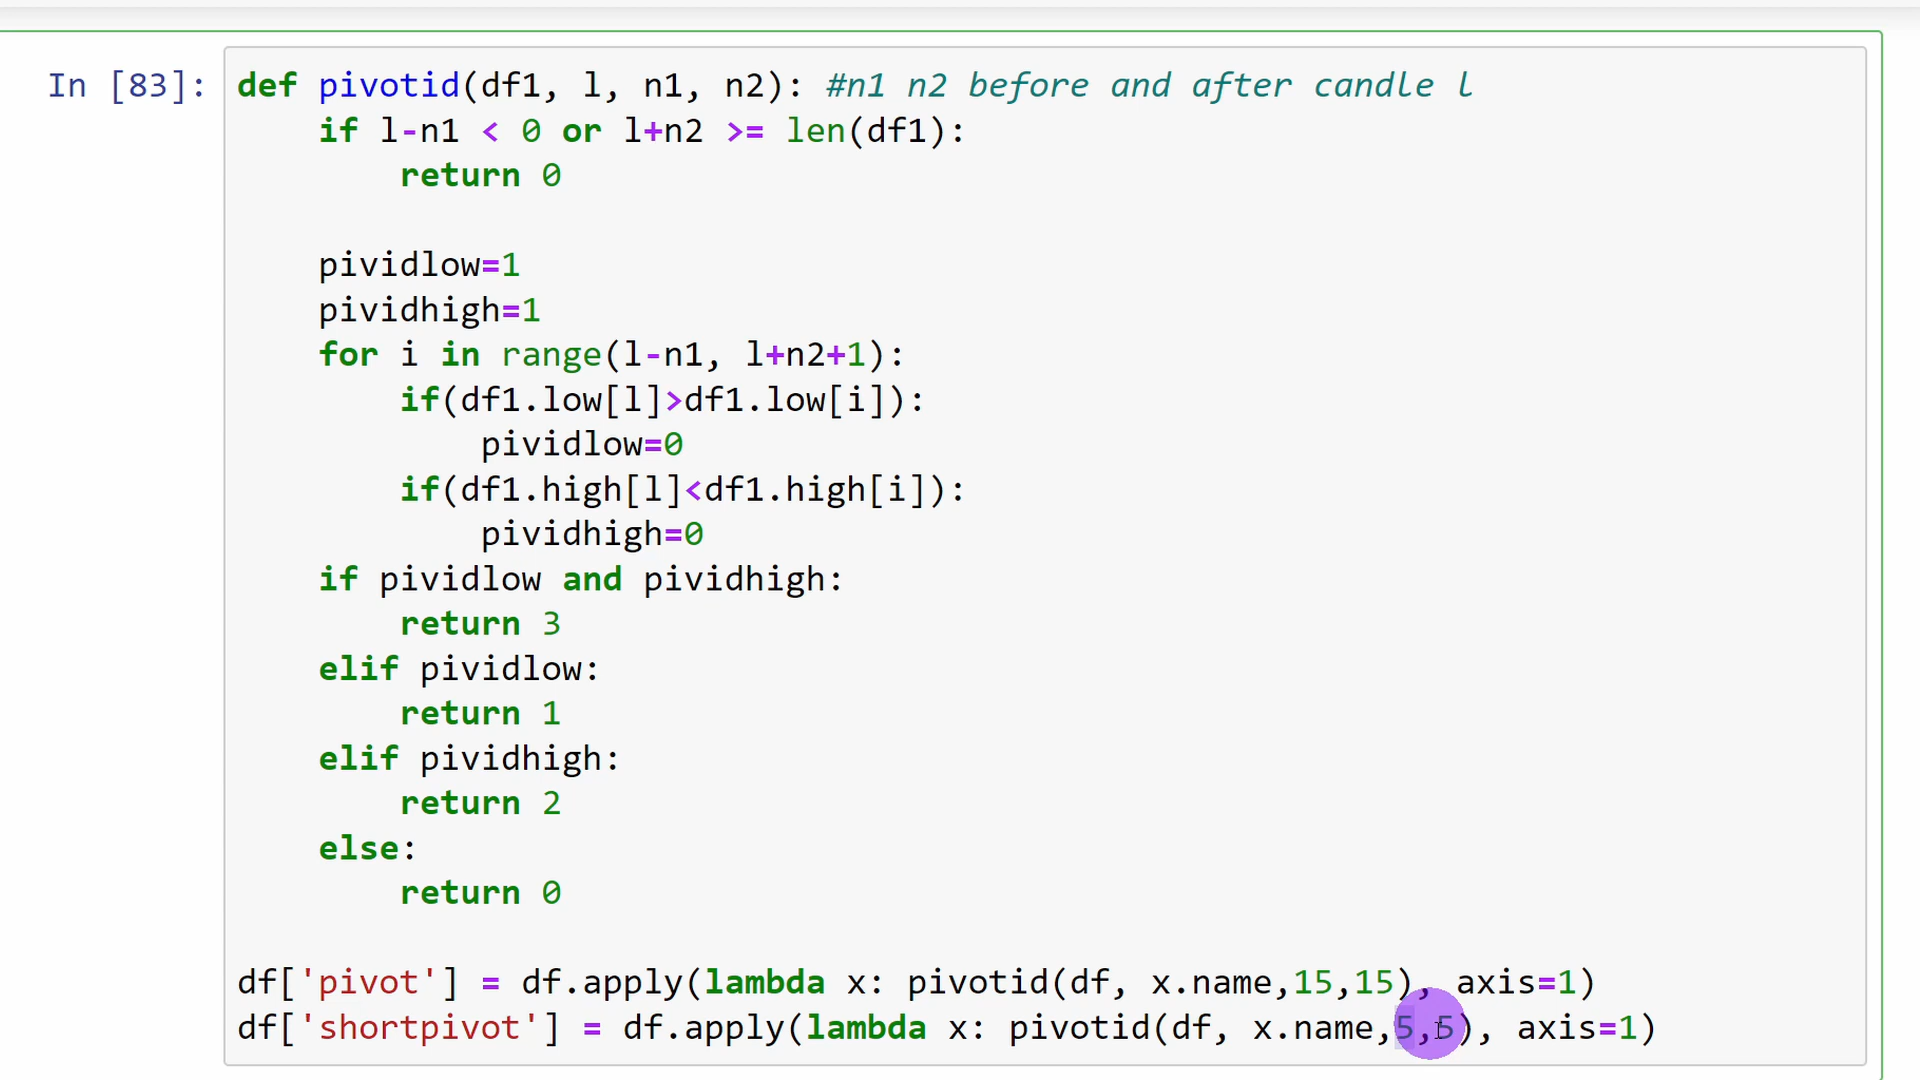 In [83]: def pivotid(df1, l, n1, n2): #n1 n2 before and after candle l
    if l-n1 < 0 or l+n2 >= len(df1):
        return 0

    pividlow=1
    pividhigh=1
    for i in range(l-n1, l+n2+1):
        if(df1.low[l]>df1.low[i]):
            pividlow=0
        if(df1.high[l]<df1.high[i]):
            pividhigh=0
    if pividlow and pividhigh:
        return 3
    elif pividlow:
        return 1
    elif pividhigh:
        return 2
    else:
        return 0

df['pivot'] = df.apply(lambda x: pivotid(df, x.name,15,15), axis=1)
df['shortpivot'] = df.apply(lambda x: pivotid(df, x.name,5,5), axis=1)